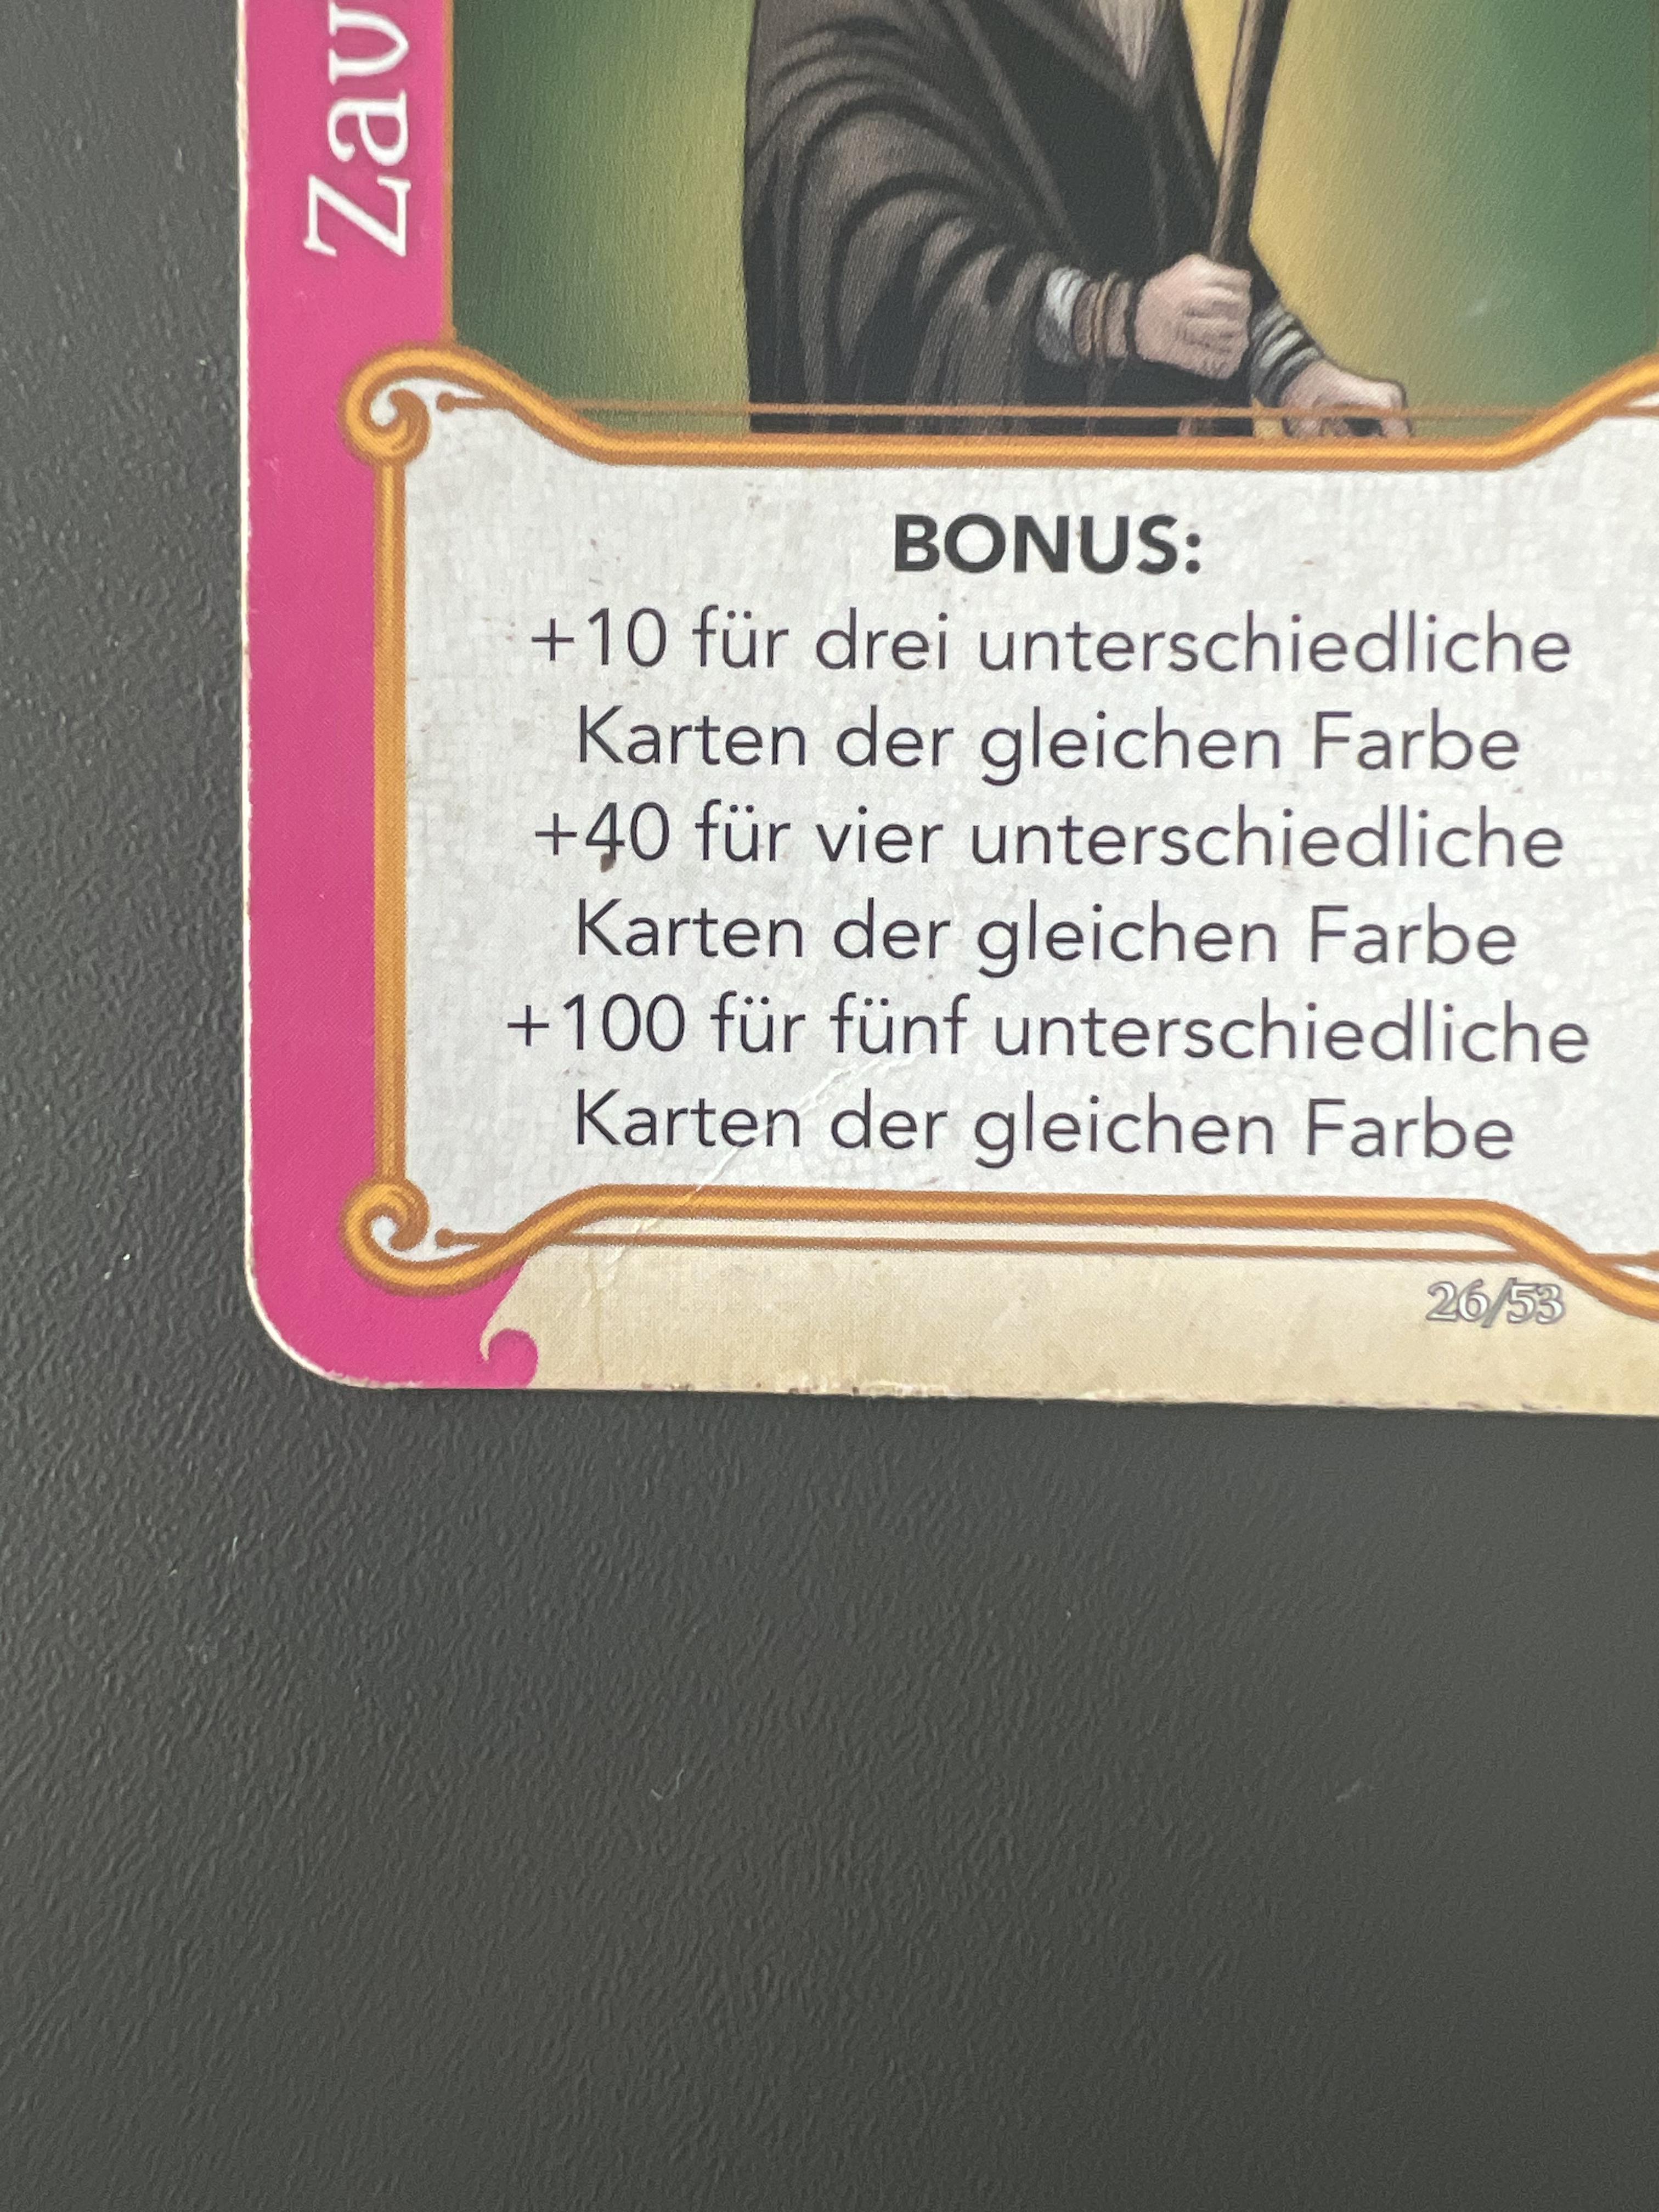 Zau
BONUS:
+10 für drei unterschiedliche
Karten der gleichen Farbe
+40 für vier unterschiedliche
Karten der gleichen Farbe
+100 für fünf unterschiedliche
Karten der gleichen Farbe
26/53